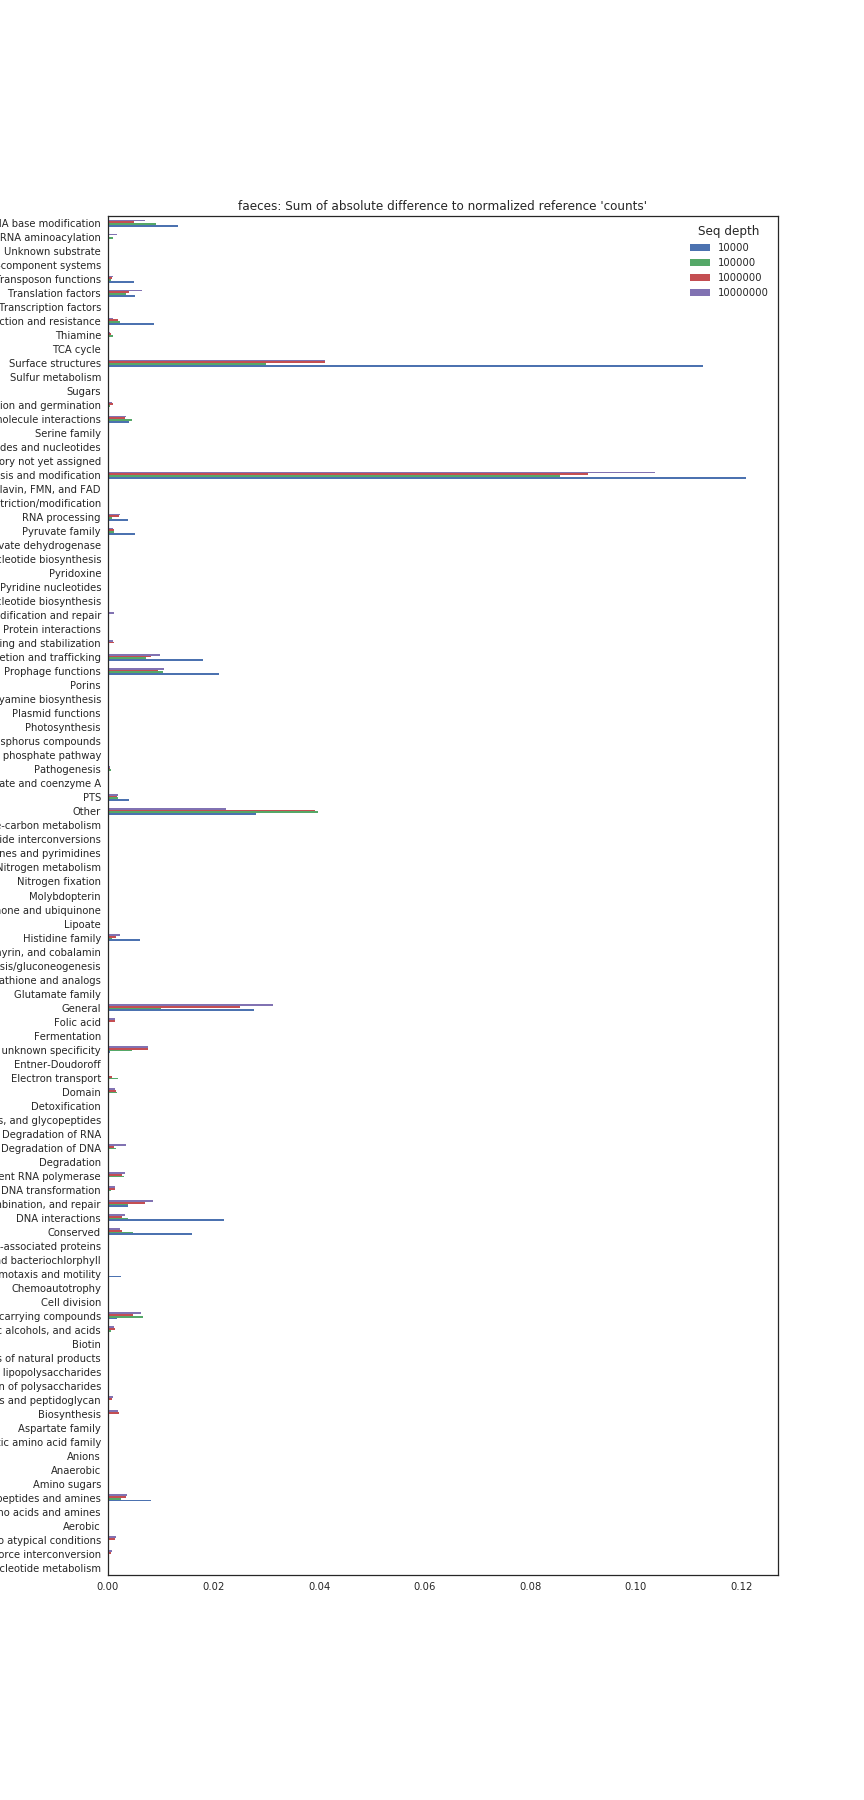 faeces: Sum of absolute difference to normalized reference 'counts'
Seq depth
10000
100000
1000000
10000000
base modification
RNA aminoacylation
Unknown substrate
-component systems
ransposon functions
Translation factors
Transcription factors
ction and resistance
Thiamine
TCA cycle
Surface structures
Sulfur metabolism
Sugars
ion and germination
nolecule interactions
Serine family
des and nucleotides
ory not yet assigned
sis and modification
lavin, FMN, and FAD
triction/modification
RNA processing
Pyruvate family
vate dehydrogenase
leotide biosynthesis
Pyridoxine
Pyridine nucleotides
leotide biosynthesis
dification and repair
Protein interactions
ing and stabilization
etion and trafficking
Prophage functions
Porins
yamine biosynthesis
Plasmid functions
Photosynthesis
sphorus compounds
phosphate pathway
Pathogenesis
ate and coenzyme A
PTS
Other
e-carbon metabolism
ide interconversions
nes and pyrimidines
Nitrogen metabolism
Nitrogen fixation
Molybdopterin
none and ubiquinone
Lipoate
Histidine family
yrin, and cobalamin
sis/gluconeogenesis
athione and analogs
Glutamate family
General
Folic acid
Fermentation
unknown specificity
Entner-Doudoroff
Electron transport
Domain
Detoxification
s, and glycopeptides
Degradation of RNA
Degradation of DNA
Degradation
ent RNA polymerase
DNA transformation
bination, and repair
DNA interactions
Conserved
-associated proteins
nd bacteriochlorphyll
motaxis and motility
Chemoautotrophy
Cell division
carrying compounds
c alcohols, and acids
Biotin
s of natural products
lipopolysaccharides
n of polysaccharides
s and peptidoglycan
Biosynthesis
Aspartate family
tic amino acid family
Anions
Anaerobic
Amino sugars
peptides and amines
no acids and amines
Aerobic
o atypical conditions
orce interconversion
cleotide metabolism
0.00 0.02 0.04 0.06 0.08 0.10 0.12